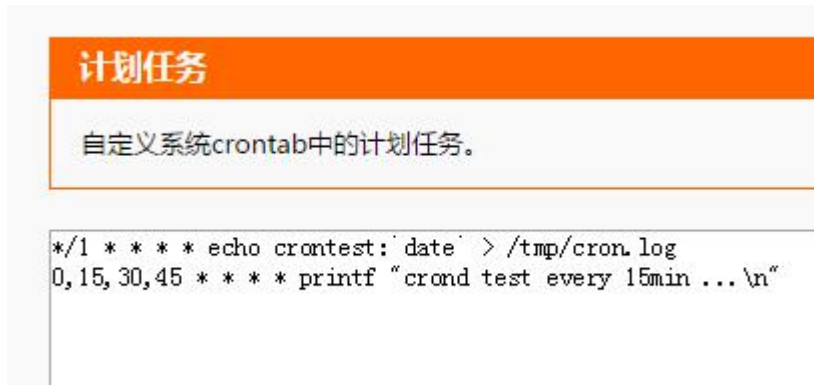 计划任务
自定义系统crontab中的计划任务。
*/1 * * * * echo crontest:`date` > /tmp/cron.log
0,15,30,45 * * * * printf "crond test every 15min ...\n"